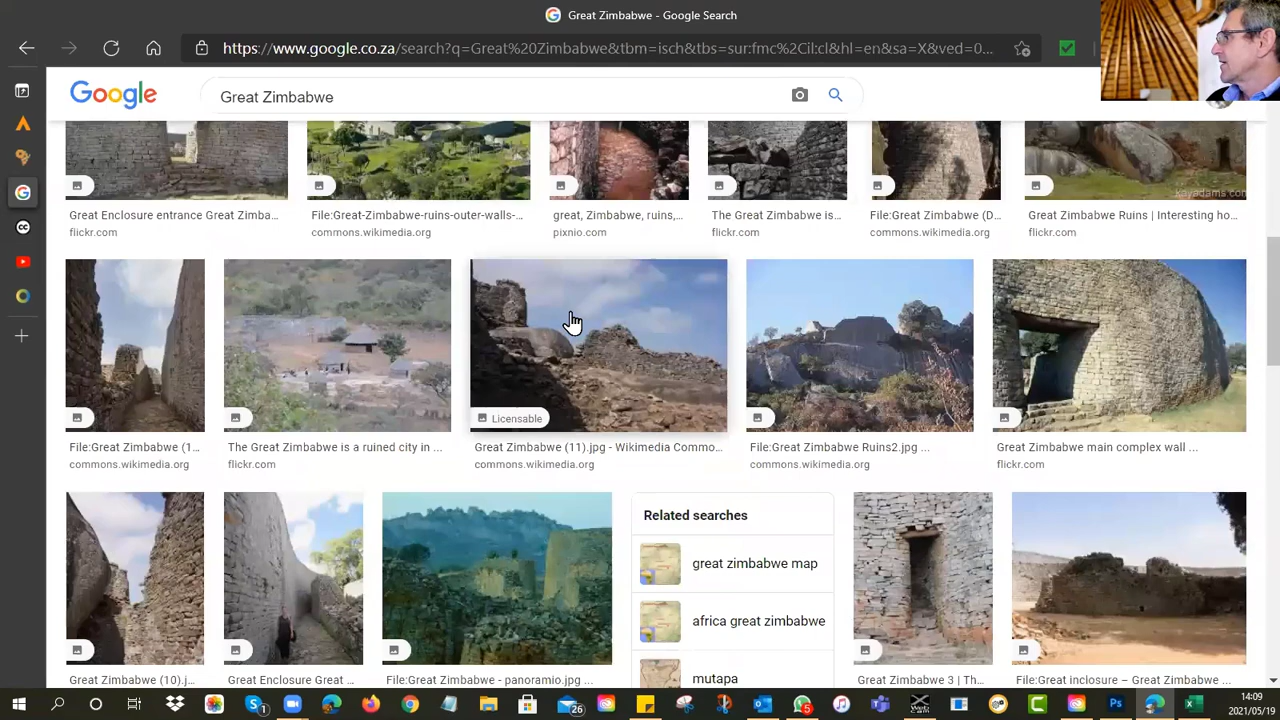 Great Zimbabwe - Google Search
https://www.google.co.za/search?q=Great%20Zimbabwe&tbm=isch&tbs=sur:fmc%2Cil:cl&hl=en&sa=X&ved=0...
Google
Great Zimbabwe
kayadams.com
Great Enclosure entrance Great Zimba...
flickr.com
File:Great-Zimbabwe-ruins-outer-walls-...
commons.wikimedia.org
great, Zimbabwe, ruins,...
pixnio.com
The Great Zimbabwe is...
flickr.com
File:Great Zimbabwe (D...
commons.wikimedia.org
Great Zimbabwe Ruins | Interesting ho...
flickr.com
File:Great Zimbabwe (1...
commons.wikimedia.org
The Great Zimbabwe is a ruined city in ...
flickr.com
Licensable
Great Zimbabwe (11).jpg - Wikimedia Commo...
commons.wikimedia.org
File:Great Zimbabwe Ruins2.jpg ...
commons.wikimedia.org
Great Zimbabwe main complex wall ...
flickr.com
Great Zimbabwe (10).j...
Great Enclosure Great ...
File:Great Zimbabwe - panoramio.jpg ...
Related searches
great zimbabwe map
africa great zimbabwe
mutapa
Great Zimbabwe 3 | Th...
File:Great inclosure – Great Zimbabwe ...
1
26
5
14:09
2021/05/19